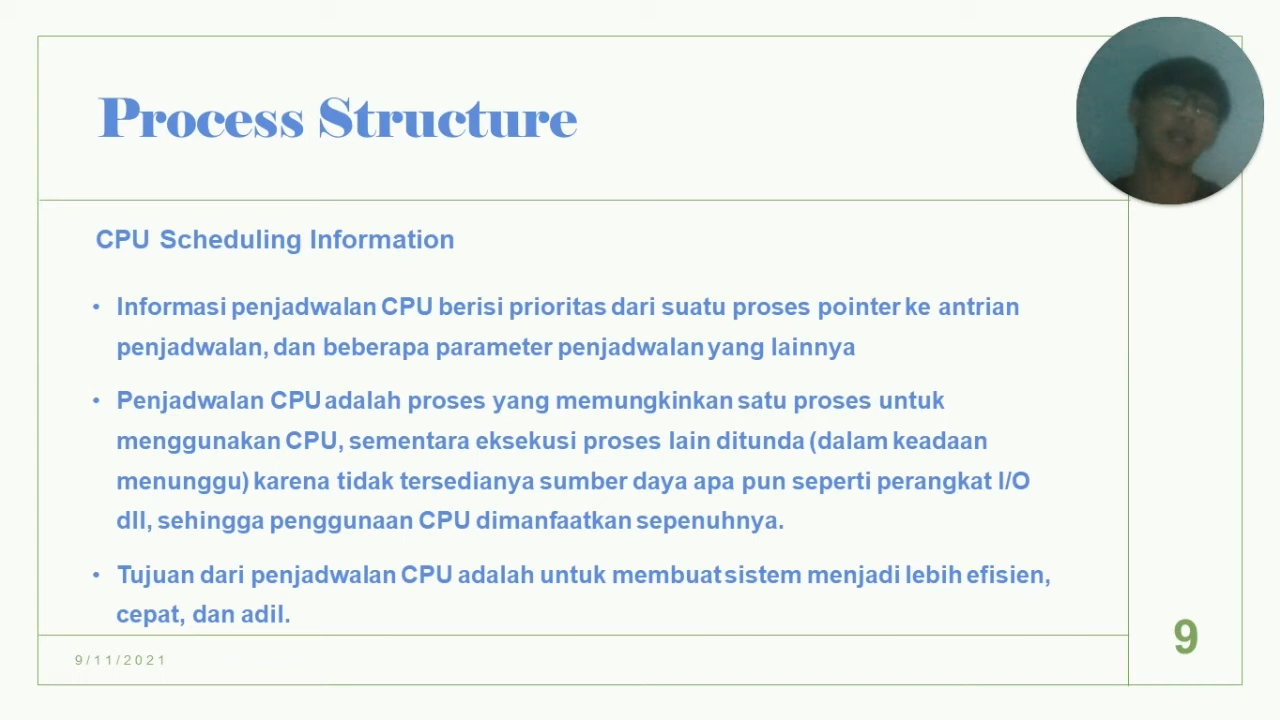 Process Structure
CPU Scheduling Information
• Informasi penjadwalan CPU berisi prioritas dari suatu proses pointer ke antrian
penjadwalan, dan beberapa parameter penjadwalan yang lainnya
• Penjadwalan CPU adalah proses yang memungkinkan satu proses untuk
menggunakan CPU, sementara eksekusi proses lain ditunda (dalam keadaan
menunggu) karena tidak tersedianya sumber daya apa pun seperti perangkat I/O
dll, sehingga penggunaan CPU dimanfaatkan sepenuhnya.
• Tujuan dari penjadwalan CPU adalah untuk membuat sistem menjadi lebih efisien,
cepat, dan adil.
9/11/2021
9